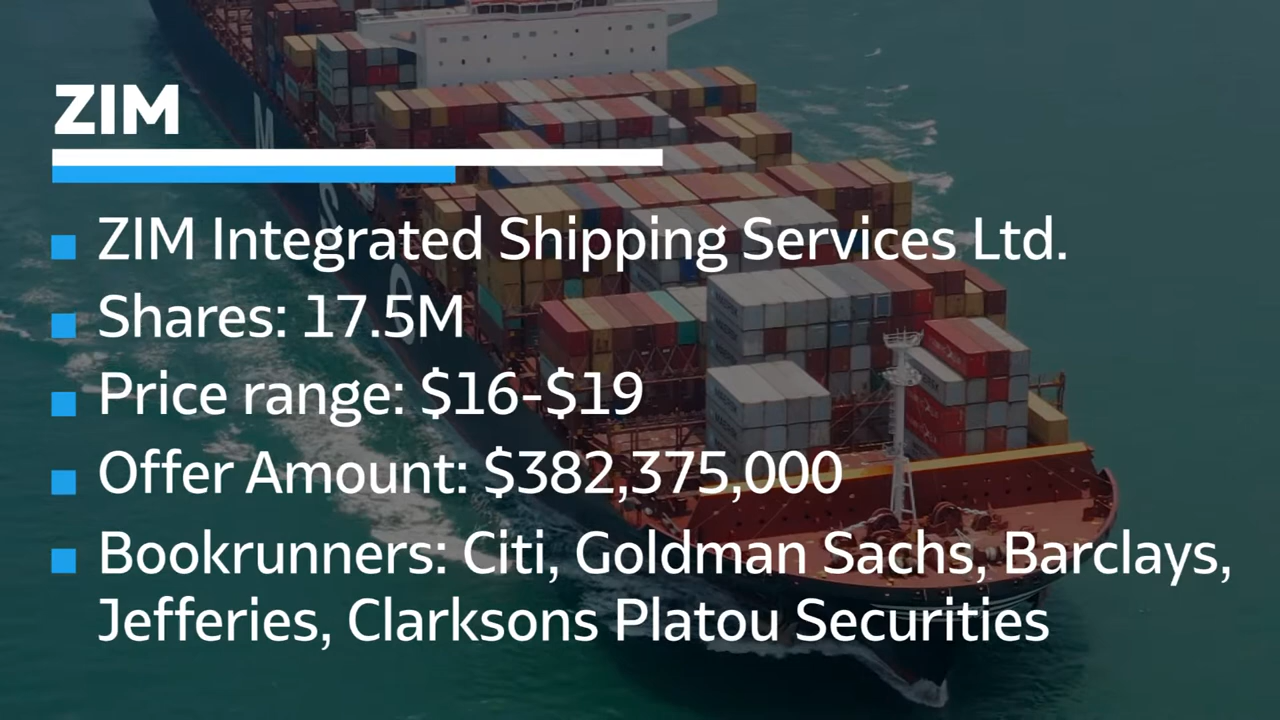 ZIM
ZIM Integrated Shipping Services Ltd.
Shares: 17.5M
Price range: $16-$19
Offer Amount: $382,375,000
Bookrunners: Citi, Goldman Sachs, Barclays,
Jefferies, Clarksons Platou Securities